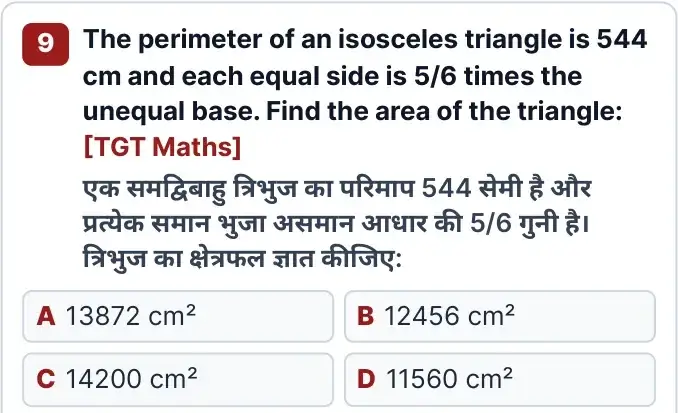 9 The perimeter of an isosceles triangle is 544
cm and each equal side is 5/6 times the
unequal base. Find the area of the triangle:
[TGT Maths]
एक समद्विबाहु त्रिभुज का परिमाप 544 सेमी है और
प्रत्येक समान भुजा असमान आधार की 5/6 गुनी है।
त्रिभुज का क्षेत्रफल ज्ञात कीजिए:
A 13872 cm²
B 12456 cm²
C 14200 cm²
D 11560 cm²